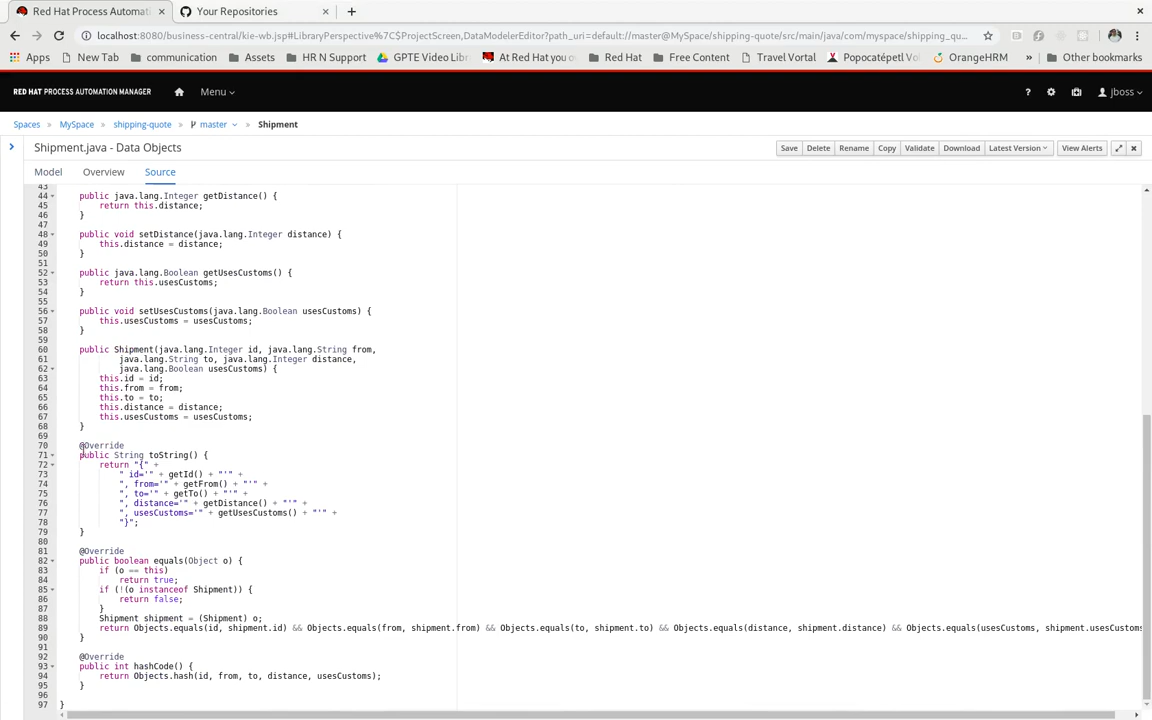 Red Hat Process Automati × Your Repositories × +
localhost:8080/business-central/kie-wb.jsp#LibraryPerspective%7C$ProjectScreen,DataModelerEditor?path_uri=default://master@MySpace/shipping-quote/src/main/java/com/myspace/shipping_qu...
Apps New Tab communication Assets HR N Support GPTE Video Lib At Red Hat you o Red Hat Free Content Travel Vortal Popocatépetl Vo OrangeHRM » Other bookmarks
RED HAT PROCESS AUTOMATION MANAGER Menu ? jboss
Spaces » MySpace » shipping-quote » master » Shipment
Shipment.java - Data Objects Save Delete Rename Copy Validate Download Latest Version View Alerts
Model Overview Source
43
44 public java.lang.Integer getDistance() {
45 return this.distance;
46 }
47
48 public void setDistance(java.lang.Integer distance) {
49 this.distance = distance;
50 }
51
52 public java.lang.Boolean getUsesCustoms() {
53 return this.usesCustoms;
54 }
55
56 public void setUsesCustoms(java.lang.Boolean usesCustoms) {
57 this.usesCustoms = usesCustoms;
58 }
59
60 public Shipment(java.lang.Integer id, java.lang.String from,
61 java.lang.String to, java.lang.Integer distance,
62 java.lang.Boolean usesCustoms) {
63 this.id = id;
64 this.from = from;
65 this.to = to;
66 this.distance = distance;
67 this.usesCustoms = usesCustoms;
68 }
69
70 @Override
71 public String toString() {
72 return "{" +
73 " id='" + getId() + "'" +
74 ", from='" + getFrom() + "'" +
75 ", to='" + getTo() + "'" +
76 ", distance='" + getDistance() + "'" +
77 ", usesCustoms='" + getUsesCustoms() + "'" +
78 "}";
79 }
80
81 @Override
82 public boolean equals(Object o) {
83 if (o == this)
84 return true;
85 if (!(o instanceof Shipment)) {
86 return false;
87 }
88 Shipment shipment = (Shipment) o;
89 return Objects.equals(id, shipment.id) && Objects.equals(from, shipment.from) && Objects.equals(to, shipment.to) && Objects.equals(distance, shipment.distance) && Objects.equals(usesCustoms, shipment.usesCustoms
90 }
91
92 @Override
93 public int hashCode() {
94 return Objects.hash(id, from, to, distance, usesCustoms);
95 }
96
97 }